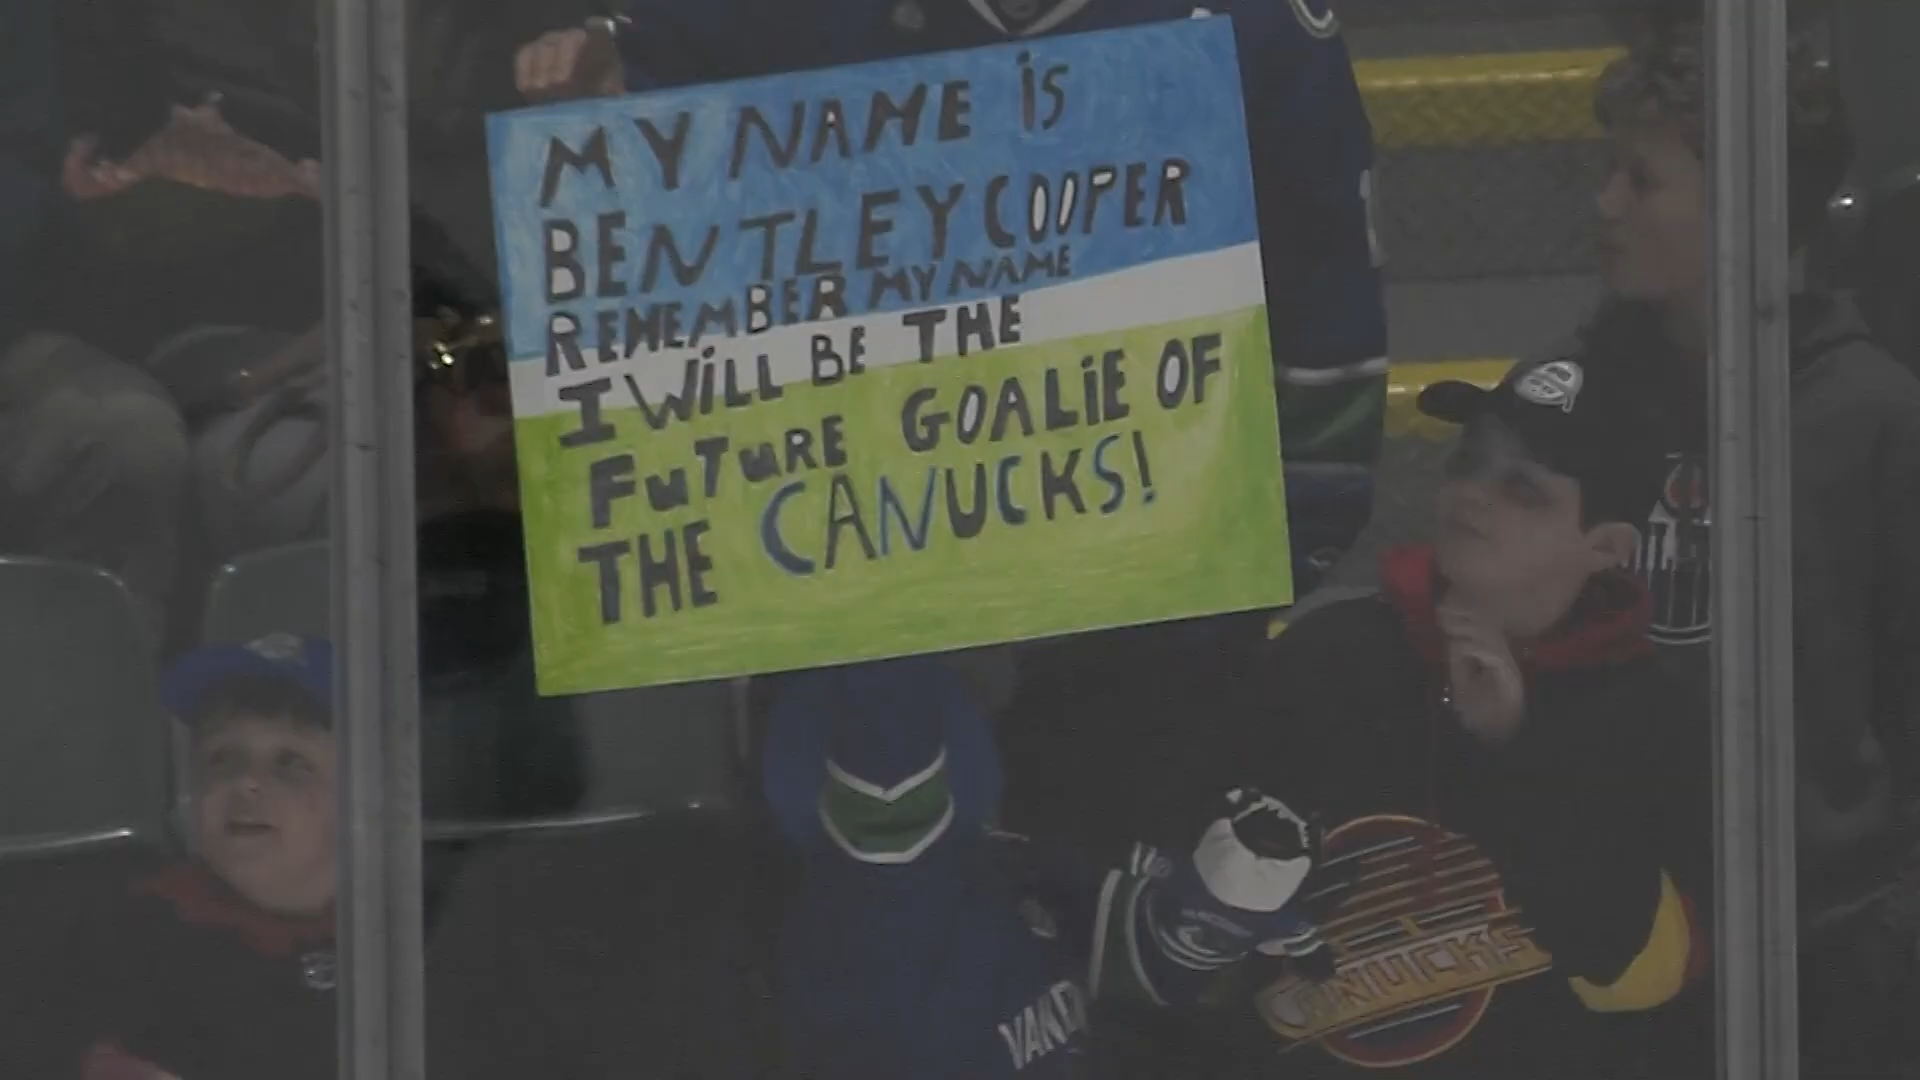 MY NAME iS
BENTLEY COOPER
REMEMBER MY NAME
I WiLL BE THE
FuTuRE GOALiE OF
THE CANUCKS!
CANUCKS